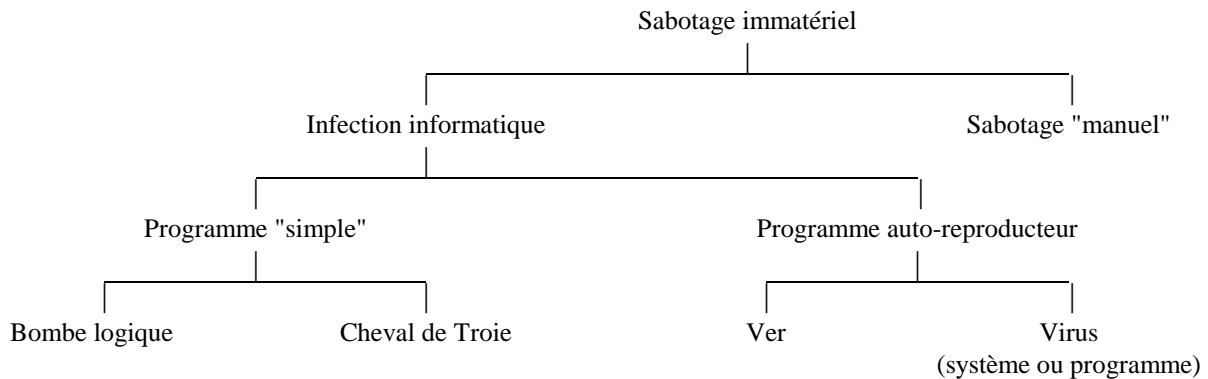 Sabotage immatériel
Infection informatique
Sabotage "manuel"
Programme "simple"
Programme auto-reproducteur
Bombe logique
Cheval de Troie
Ver
Virus
(système ou programme)